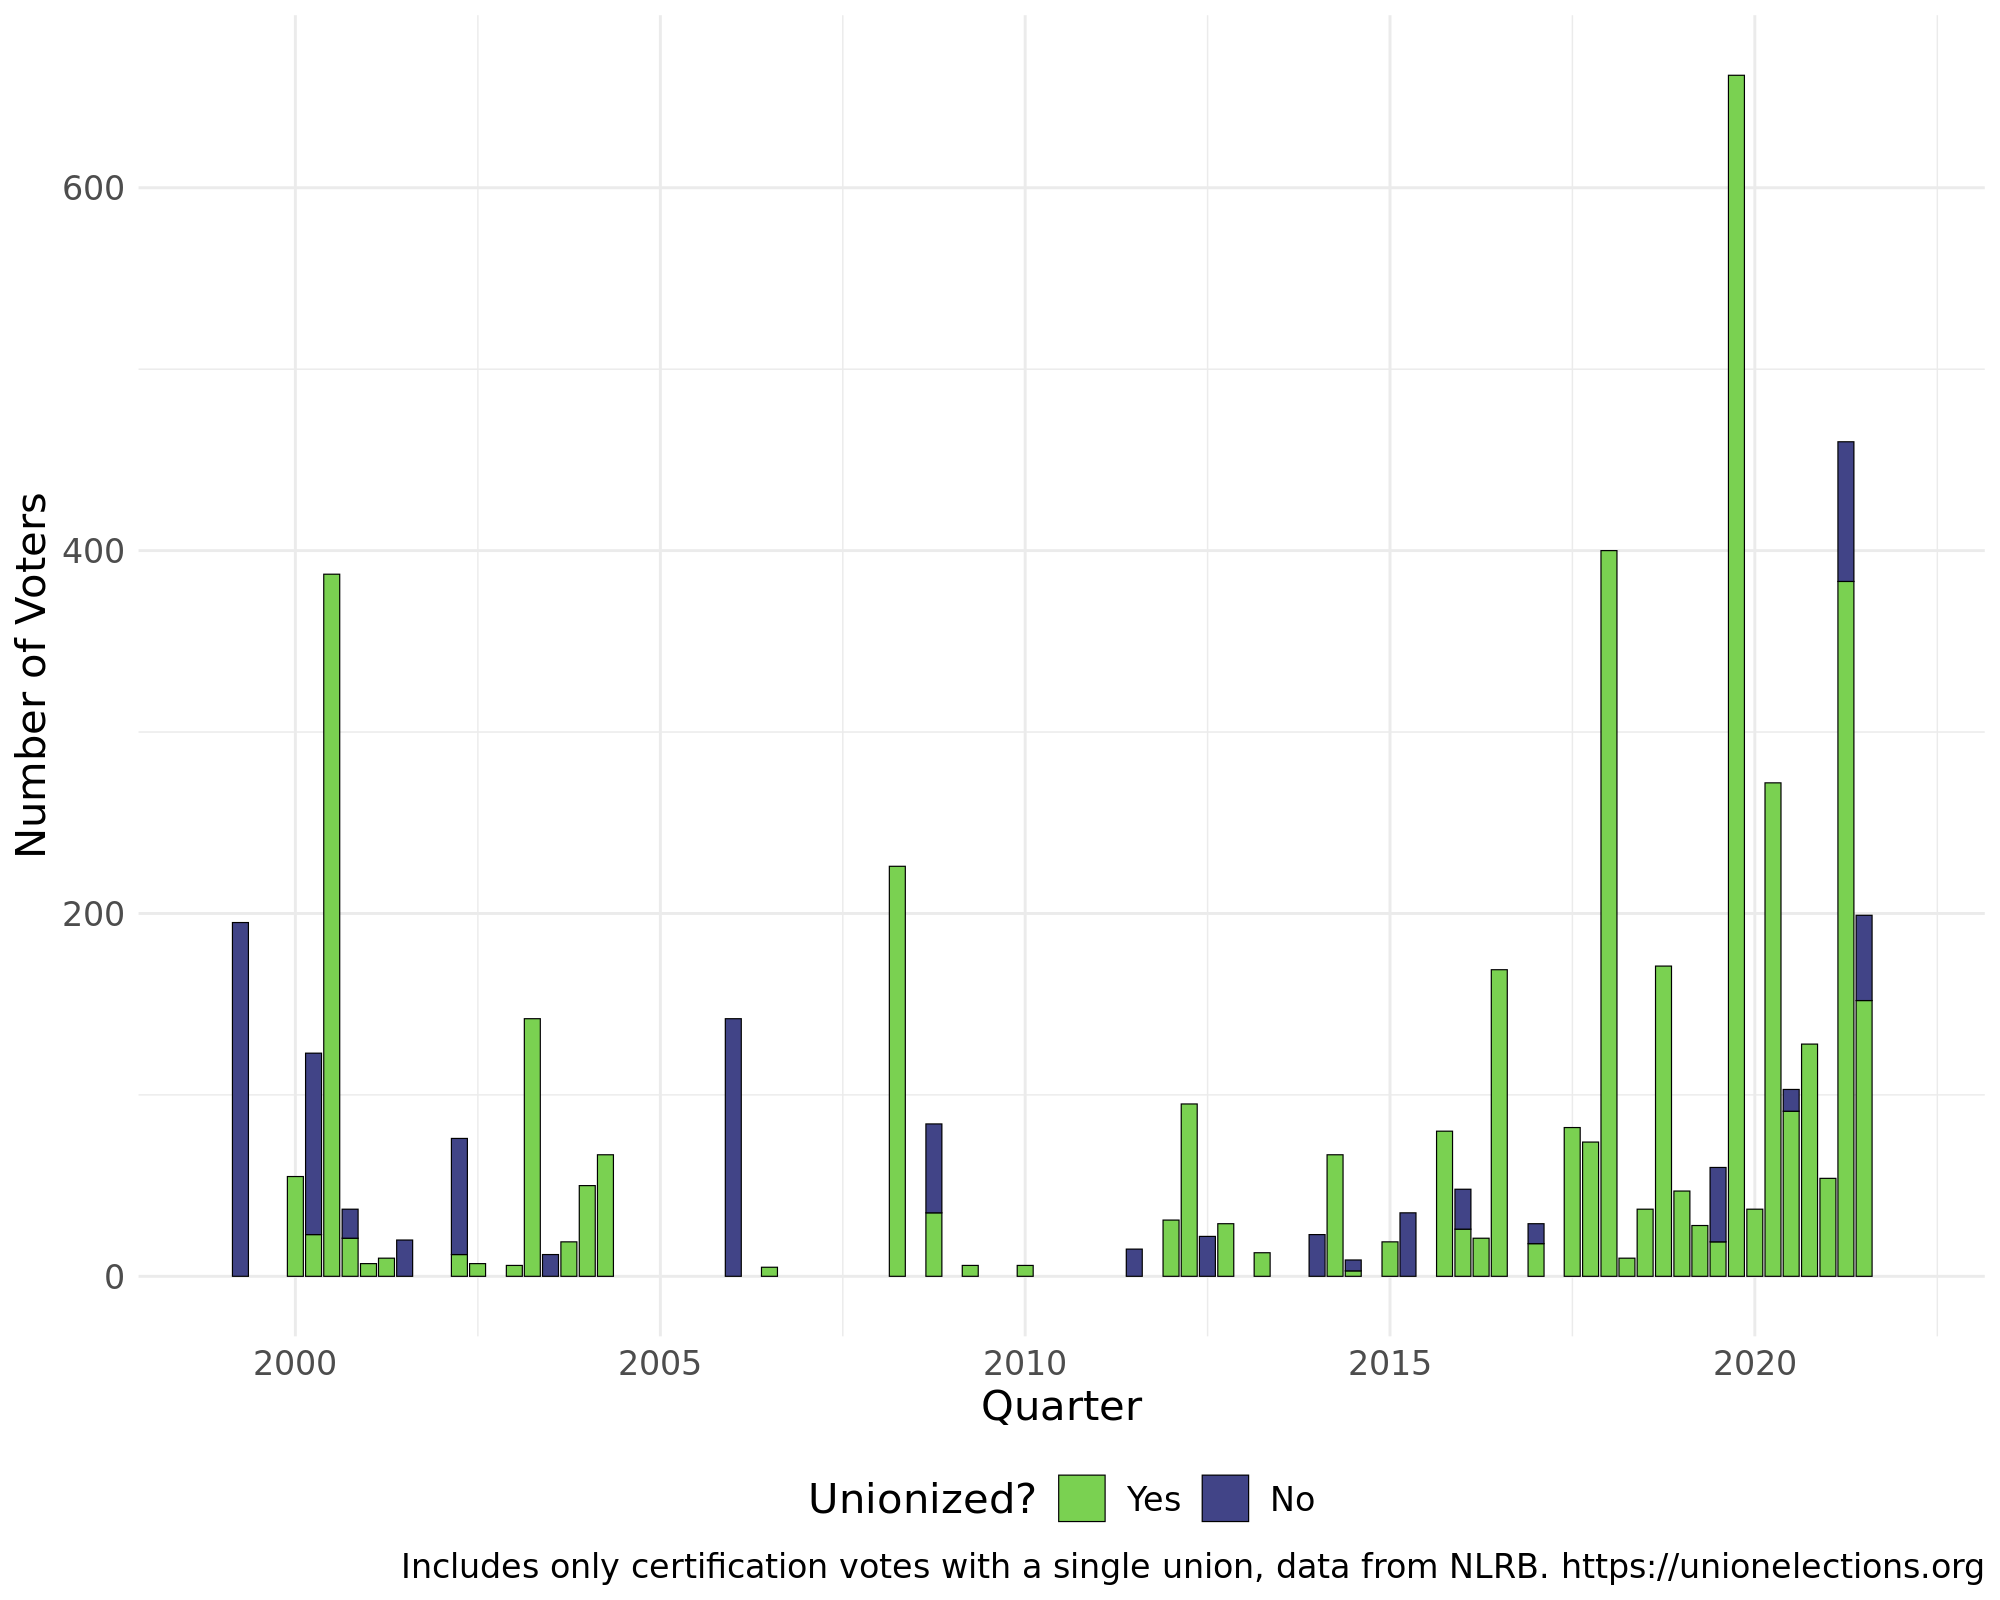 Number of Voters
600
400
200
0
2000 2005 2010 2015 2020
Quarter
Unionized? Yes No
Includes only certification votes with a single union, data from NLRB. https://unionelections.org